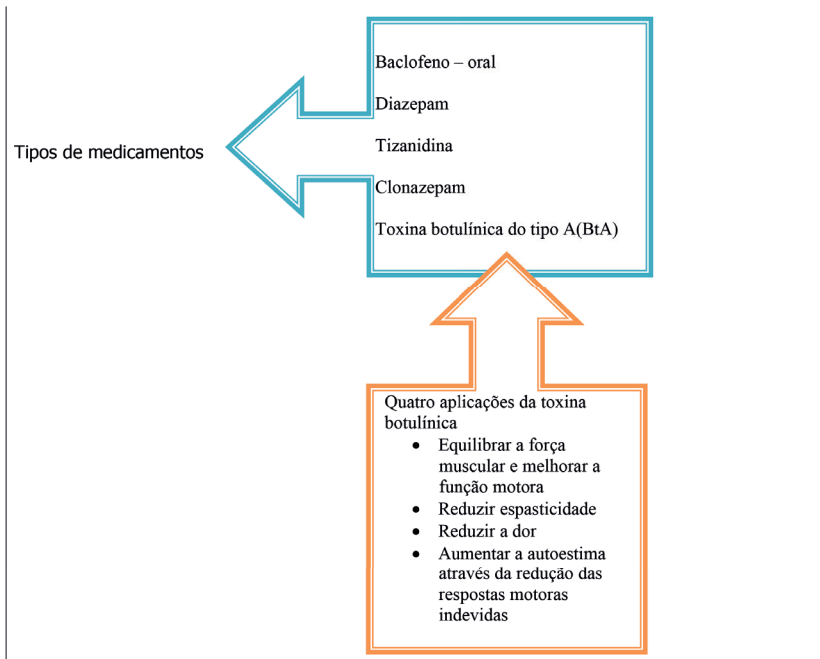 Tipos de medicamentos
Baclofeno – oral
Diazepam
Tizanidina
Clonazepam
Toxina botulínica do tipo A(BtA)
Quatro aplicações da toxina
botulínica
• Equilibrar a força
muscular e melhorar a
função motora
• Reduzir espasticidade
• Reduzir a dor
• Aumentar a autoestima
através da redução das
respostas motoras
indevidas